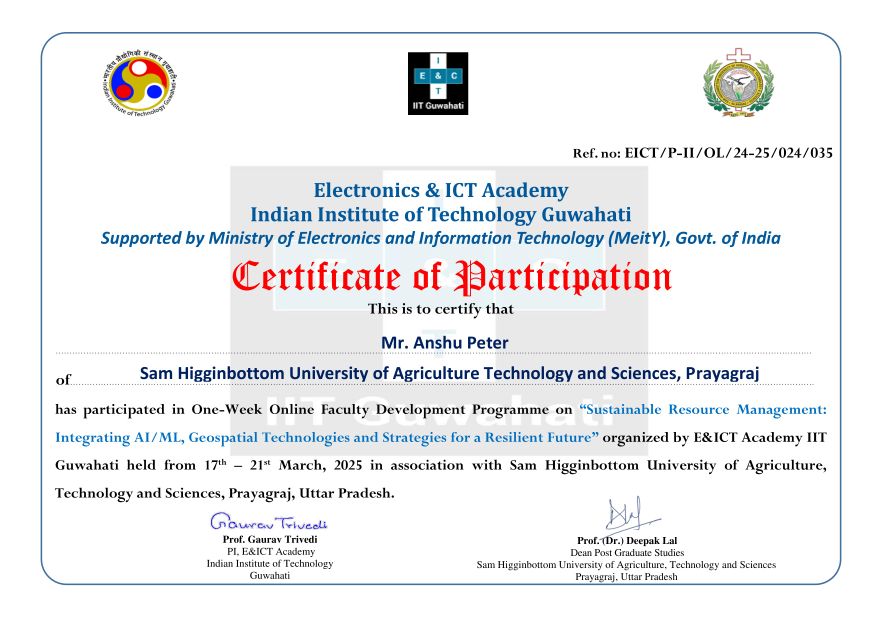 भारतीय प्रौद्योगिकी संस्थान गुवाहाटी
Indian Institute of Technology Guwahati
I
E & C
T
IIT Guwahati
Ref. no: EICT/P-II/OL/24-25/024/035
Electronics & ICT Academy
Indian Institute of Technology Guwahati
Supported by Ministry of Electronics and Information Technology (MeitY), Govt. of India
Certificate of Participation
This is to certify that
Mr. Anshu Peter
of Sam Higginbottom University of Agriculture Technology and Sciences, Prayagraj
has participated in One-Week Online Faculty Development Programme on “Sustainable Resource Management:
Integrating AI/ML, Geospatial Technologies and Strategies for a Resilient Future” organized by E&ICT Academy IIT
Guwahati held from 17th – 21st March, 2025 in association with Sam Higginbottom University of Agriculture,
Technology and Sciences, Prayagraj, Uttar Pradesh.
Gaurav Trivedi
Prof. Gaurav Trivedi
PI, E&ICT Academy
Indian Institute of Technology
Guwahati
Prof. (Dr.) Deepak Lal
Dean Post Graduate Studies
Sam Higginbottom University of Agriculture, Technology and Sciences
Prayagraj, Uttar Pradesh
IIT Guwahati